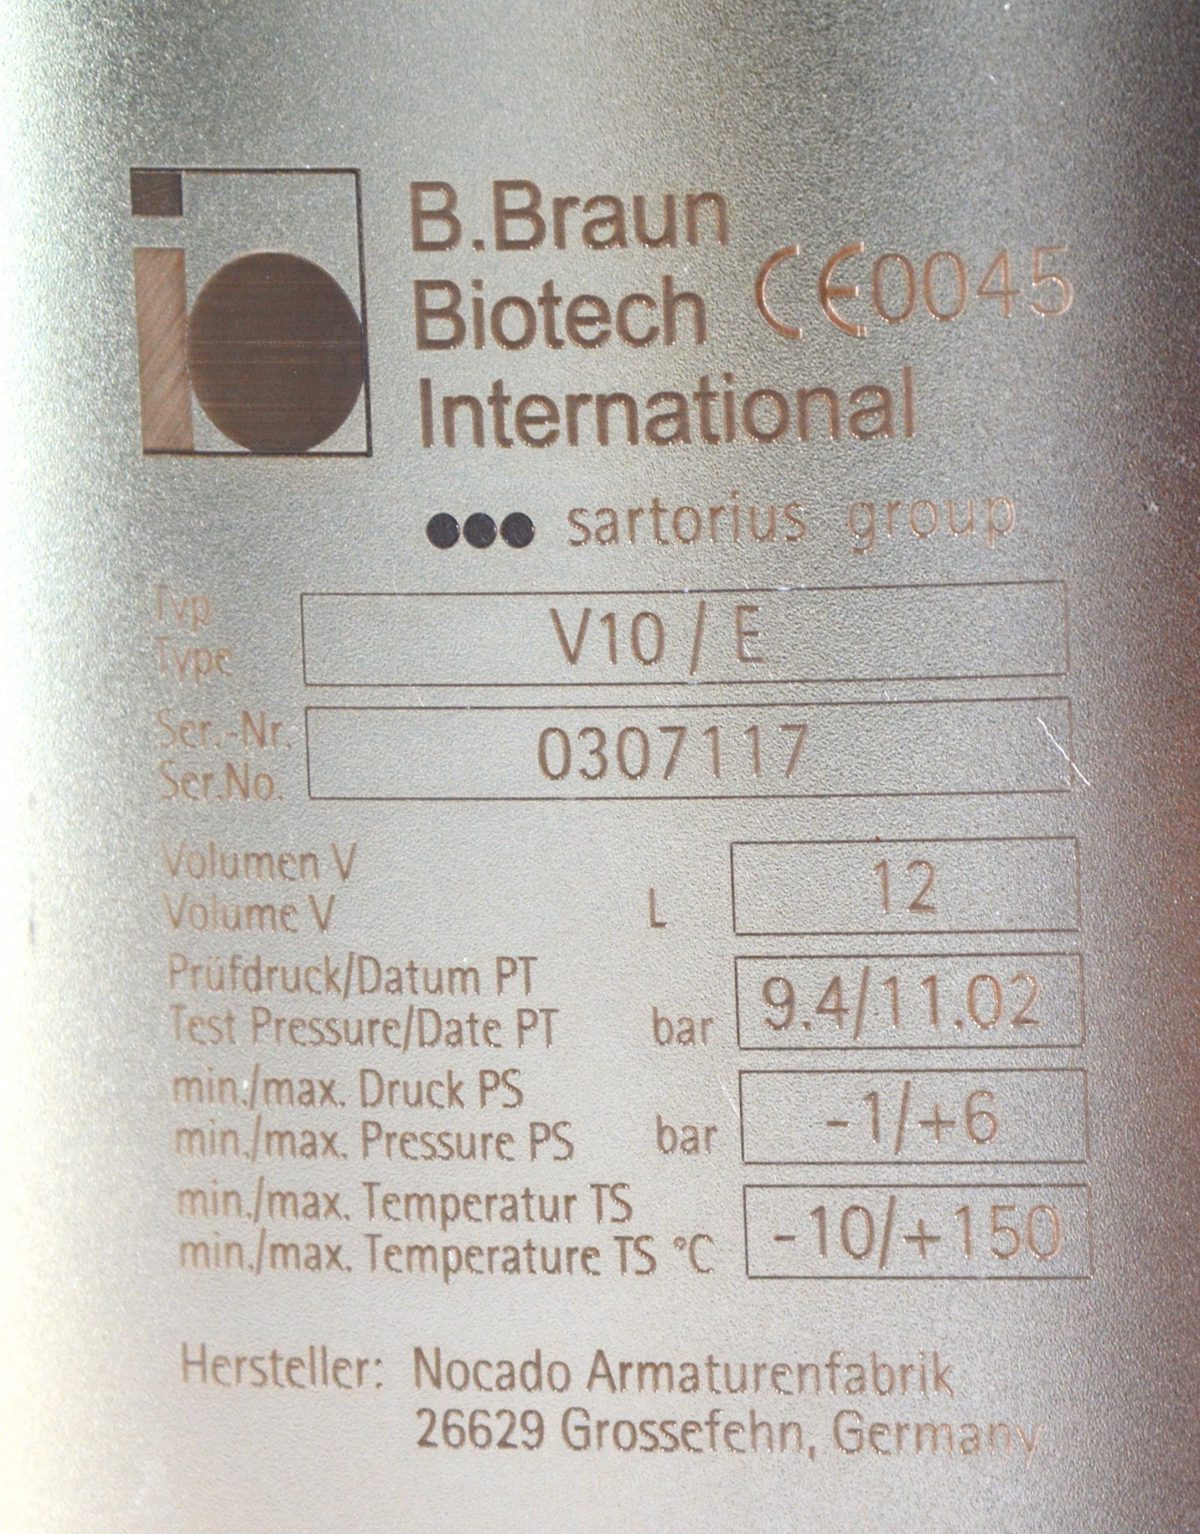 B.Braun
Biotech CE0045
International
sartorius group
Typ
Type V10 / E
Ser.-Nr.
Ser.No. 0307117
Volumen V
Volume V L 12
Prüfdruck/Datum PT
Test Pressure/Date PT bar 9.4/11.02
min./max. Druck PS
min./max. Pressure PS bar -1/+6
min./max. Temperatur TS
min./max. Temperature TS °C -10/+150
Hersteller: Nocado Armaturenfabrik
26629 Grossefehn, Germany